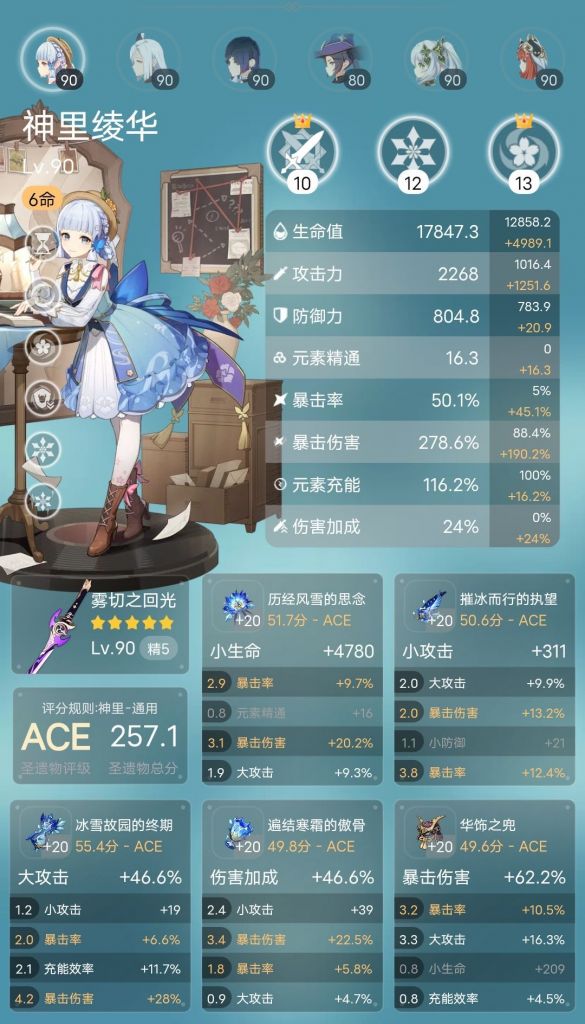 90
90
90
80
90
90
神里绫华
Lv.90
6命
10
12
13
生命值 17847.3 12858.2 +4989.1
攻击力 2268 1016.4 +1251.6
防御力 804.8 783.9 +20.9
元素精通 16.3 0 +16.3
暴击率 50.1% 5% +45.1%
暴击伤害 278.6% 88.4% +190.2%
元素充能 116.2% 100% +16.2%
伤害加成 24% 0% +24%
雾切之回光
Lv.90 精5
评分规则:神里-通用
ACE 257.1
圣遗物评级 圣遗物总分
历经风雪的思念
+20 51.7分 - ACE
小生命 +4780
2.9 暴击率 +9.7%
0.8 元素精通 +16
3.1 暴击伤害 +20.2%
1.9 大攻击 +9.3%
摧冰而行的执望
+20 50.6分 - ACE
小攻击 +311
2.0 大攻击 +9.9%
2.0 暴击伤害 +13.2%
1.1 小防御 +21
3.8 暴击率 +12.4%
冰雪故园的终期
+20 55.4分 - ACE
大攻击 +46.6%
1.2 小攻击 +19
2.0 暴击率 +6.6%
2.1 充能效率 +11.7%
4.2 暴击伤害 +28%
遍结寒霜的傲骨
+20 49.8分 - ACE
伤害加成 +46.6%
2.4 小攻击 +39
3.4 暴击伤害 +22.5%
1.8 暴击率 +5.8%
0.9 大攻击 +4.7%
华饰之兜
+20 49.6分 - ACE
暴击伤害 +62.2%
3.2 暴击率 +10.5%
3.3 大攻击 +16.3%
0.8 小生命 +209
0.8 充能效率 +4.5%